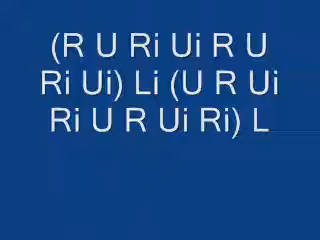 (R U Ri Ui R U
Ri Ui) Li (U R Ui
Ri U R Ui Ri) L